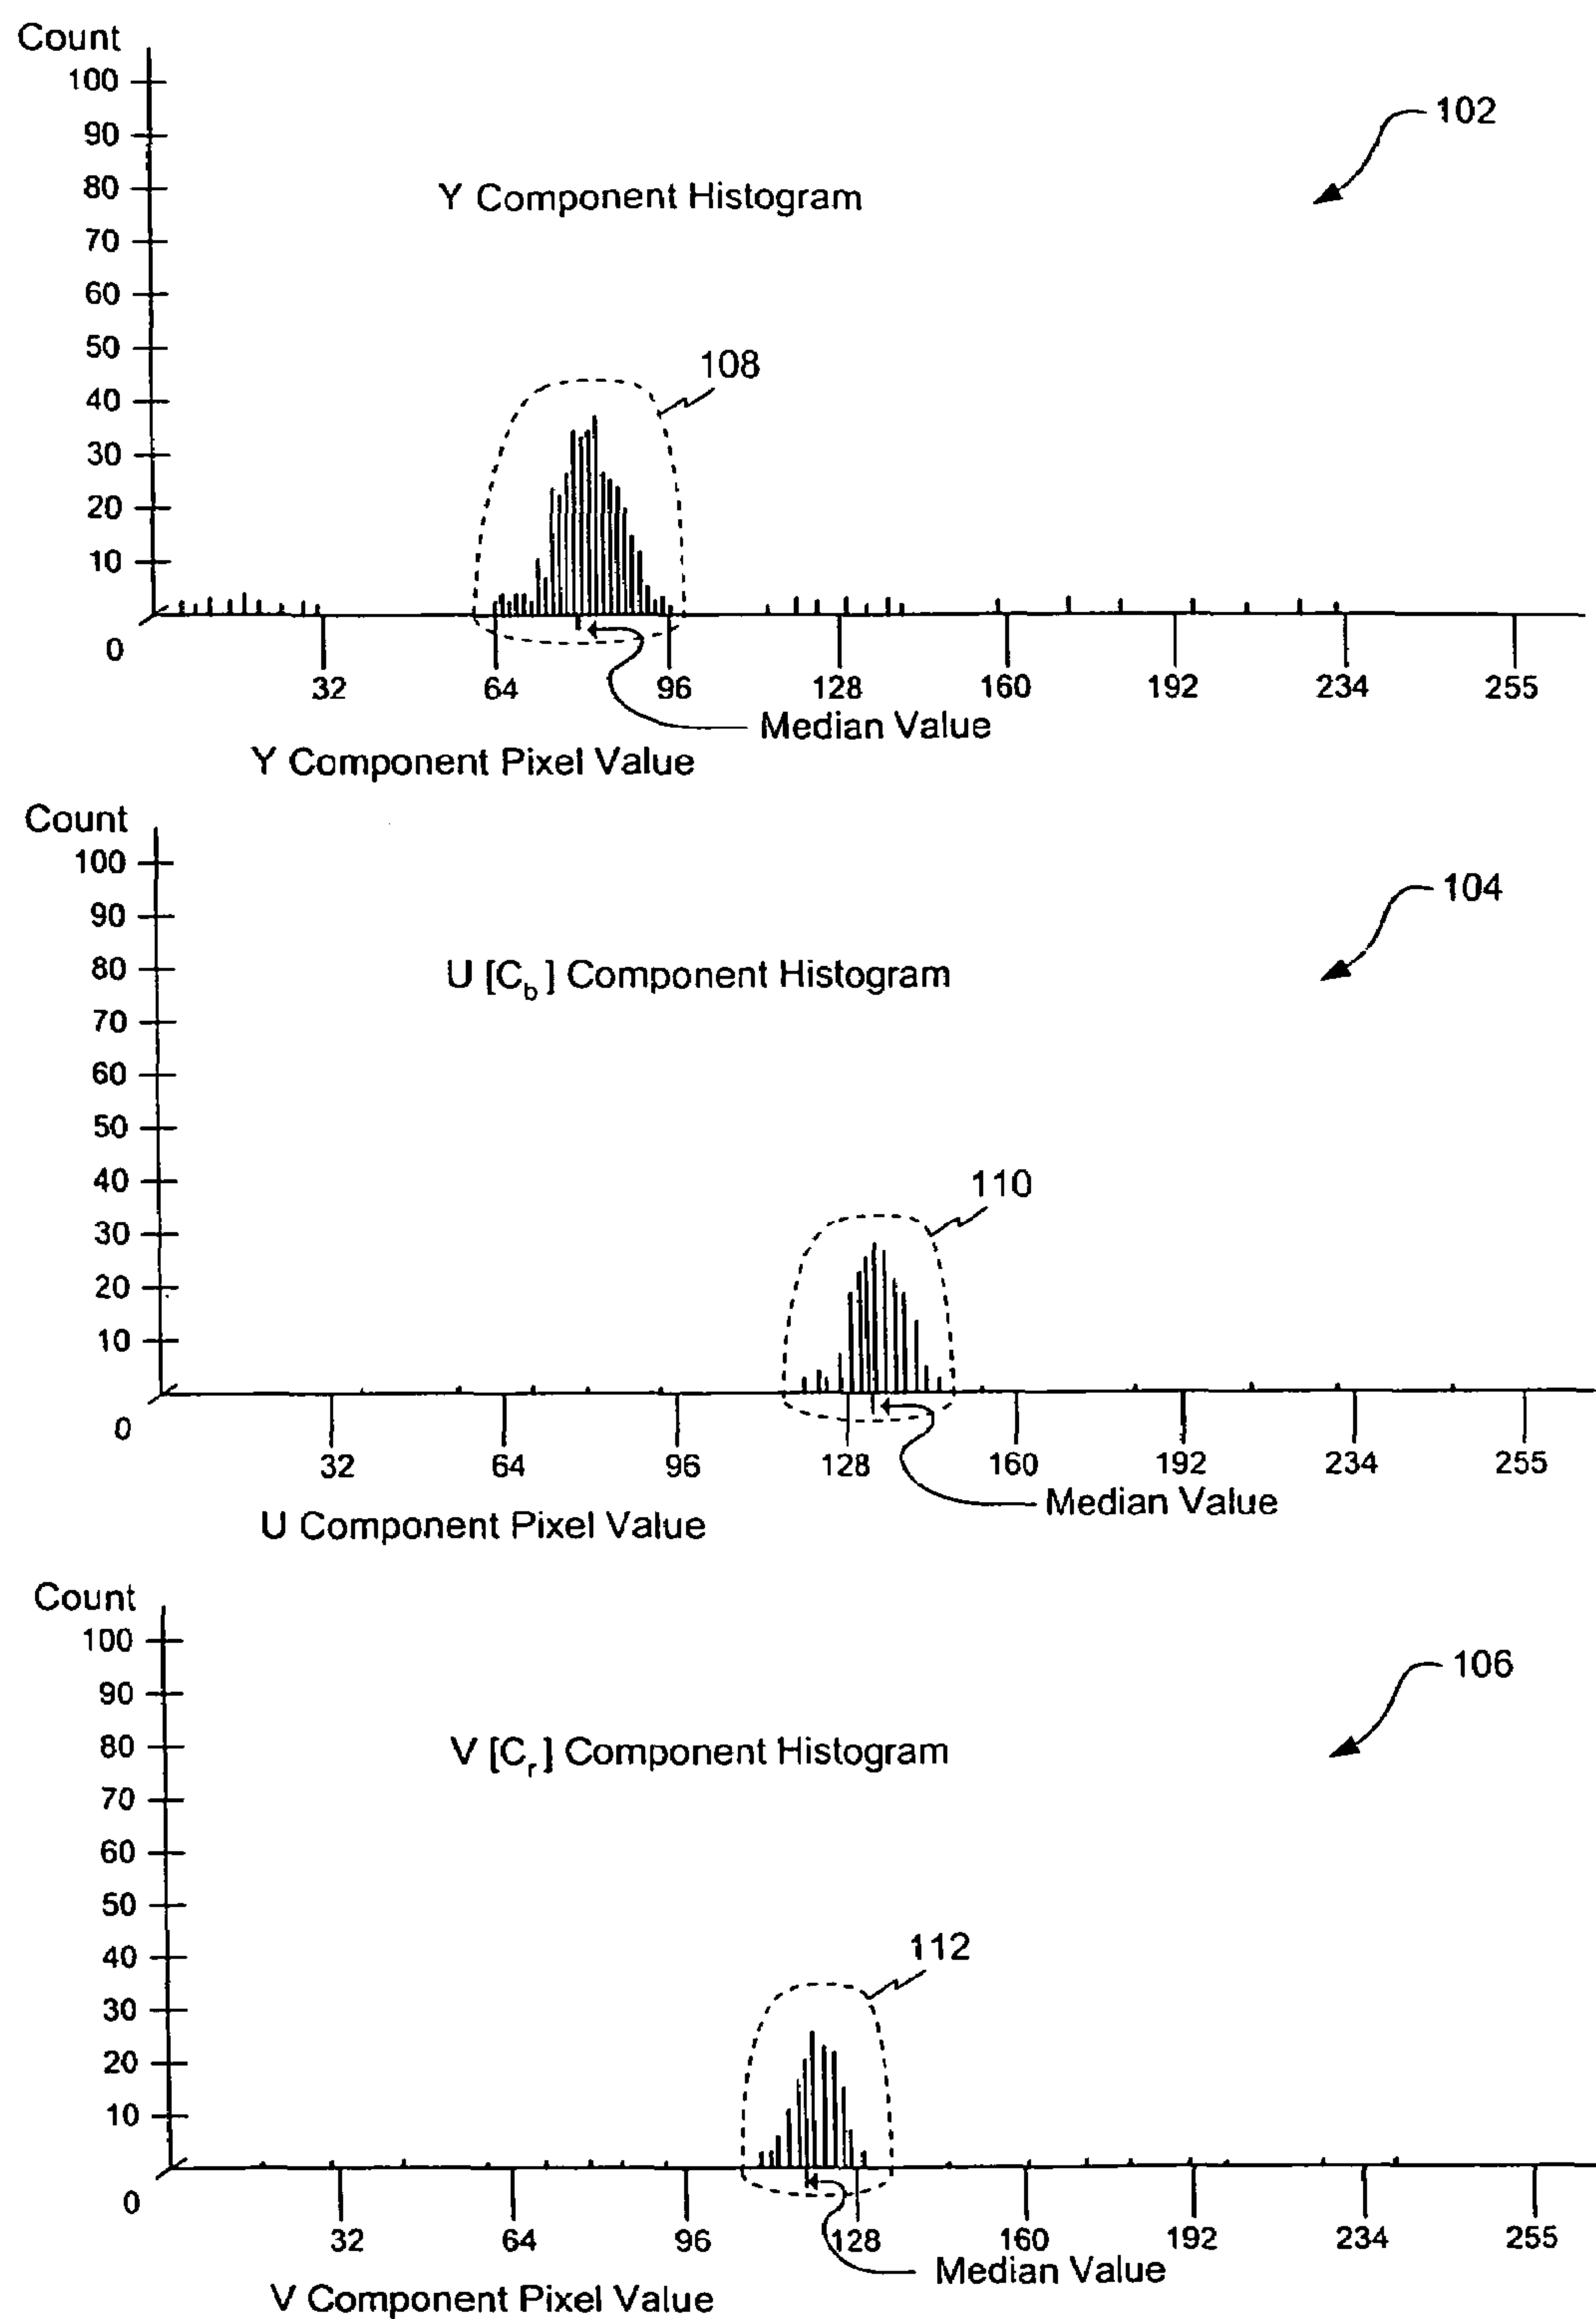 Count
100
102
90
80
Y Component Histogram
70
60
50
108
40
30
20
10
0
32 64 96 128 160 192 234 255
Median Value
Y Component Pixel Value
Count
100
104
90
80
U [Cb] Component Histogram
70
60
50
40
110
30
20
10
0
32 64 96 128 160 192 234 255
Median Value
U Component Pixel Value
Count
100
106
90
80
V [Cr] Component Histogram
70
60
50
40
112
30
20
10
0
32 64 96 128 160 192 234 255
Median Value
V Component Pixel Value